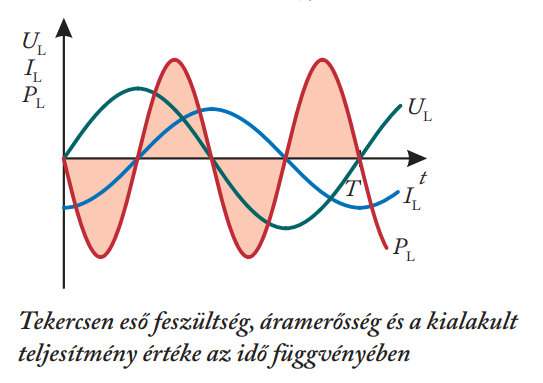 U_L
I_L
P_L
U_L
T
t
I_L
P_L
Tekercsen eső feszültség, áramerősség és a kialakult
teljesítmény értéke az idő függvényében